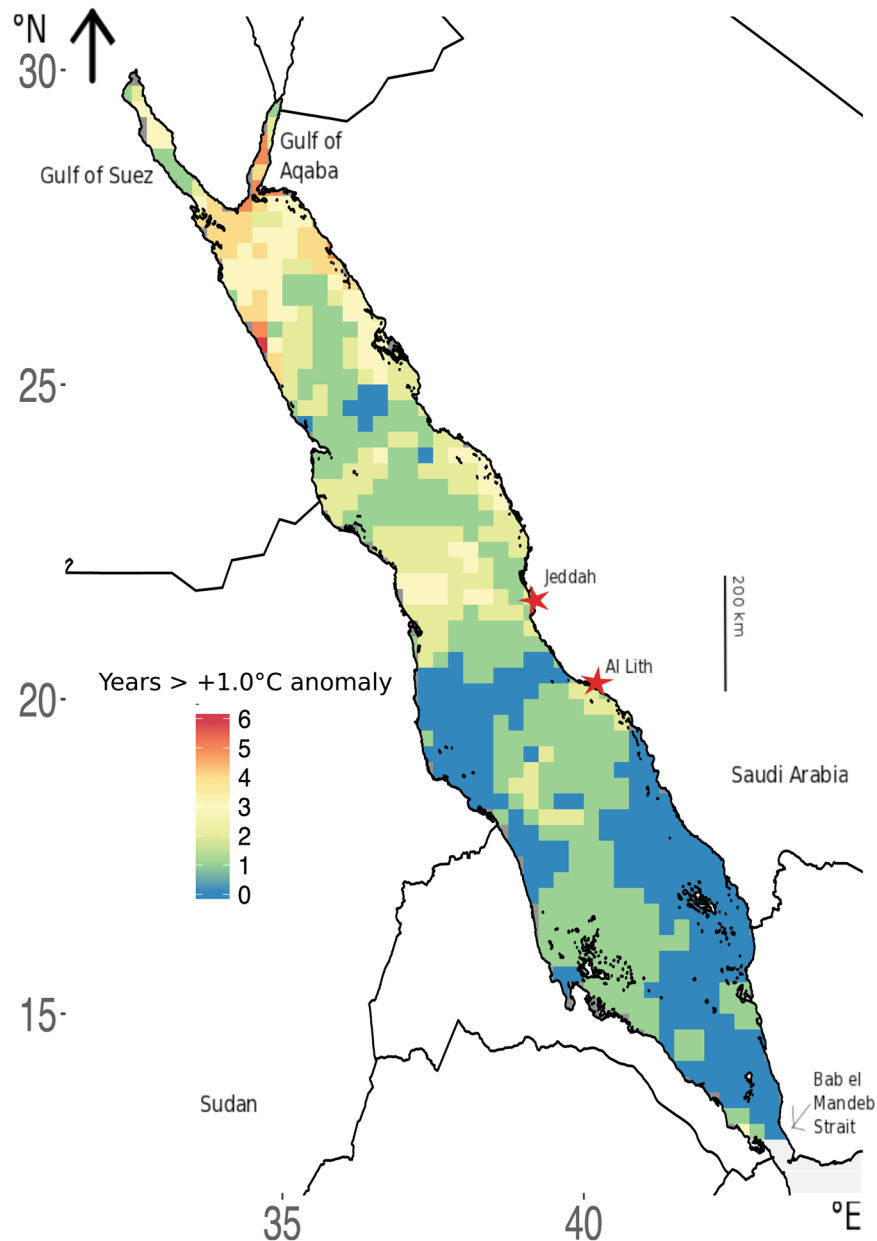 °N
30-
Gulf of
Aqaba
Gulf of Suez
25-
Jeddah
200 km
Al Lith
Years > +1.0°C anomaly
20-
6
5
4
3
2
1
0
Saudi Arabia
15-
Bab el
Mandeb
Strait
Sudan
35
40
°E